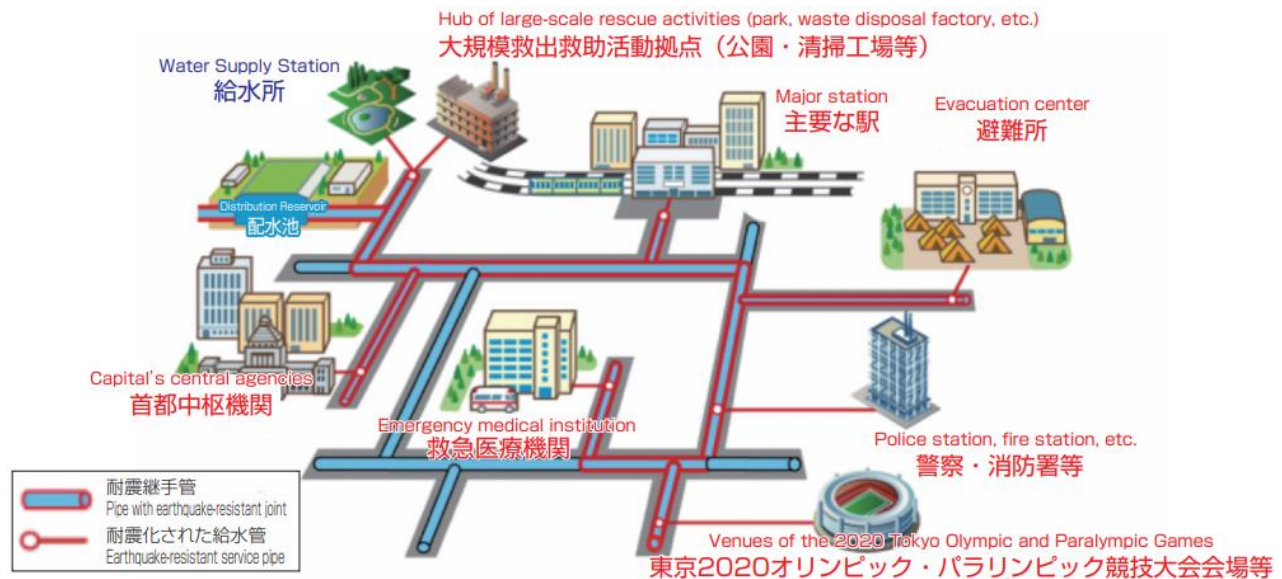 Hub of large-scale rescue activities (park, waste disposal factory, etc.)
大規模救出救助活動拠点（公園・清掃工場等）
Water Supply Station
給水所
Major station
主要な駅
Evacuation center
避難所
Distribution Reservoir
配水池
Capital's central agencies
首都中枢機関
Emergency medical institution
救急医療機関
Police station, fire station, etc.
警察・消防署等
耐震継手管
Pipe with earthquake-resistant joint
耐震化された給水管
Earthquake-resistant service pipe
Venues of the 2020 Tokyo Olympic and Paralympic Games
東京2020オリンピック・パラリンピック競技大会会場等